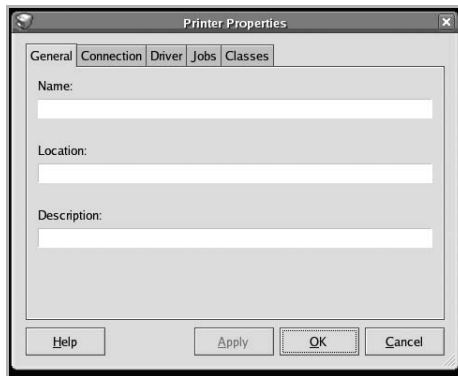 Printer Properties
General Connection Driver Jobs Classes
Name:
Location:
Description:
Help Apply OK Cancel